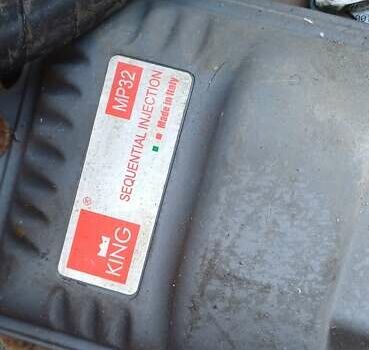 KING®
SEQUENTIAL INJECTION
Made in Italy
MP32